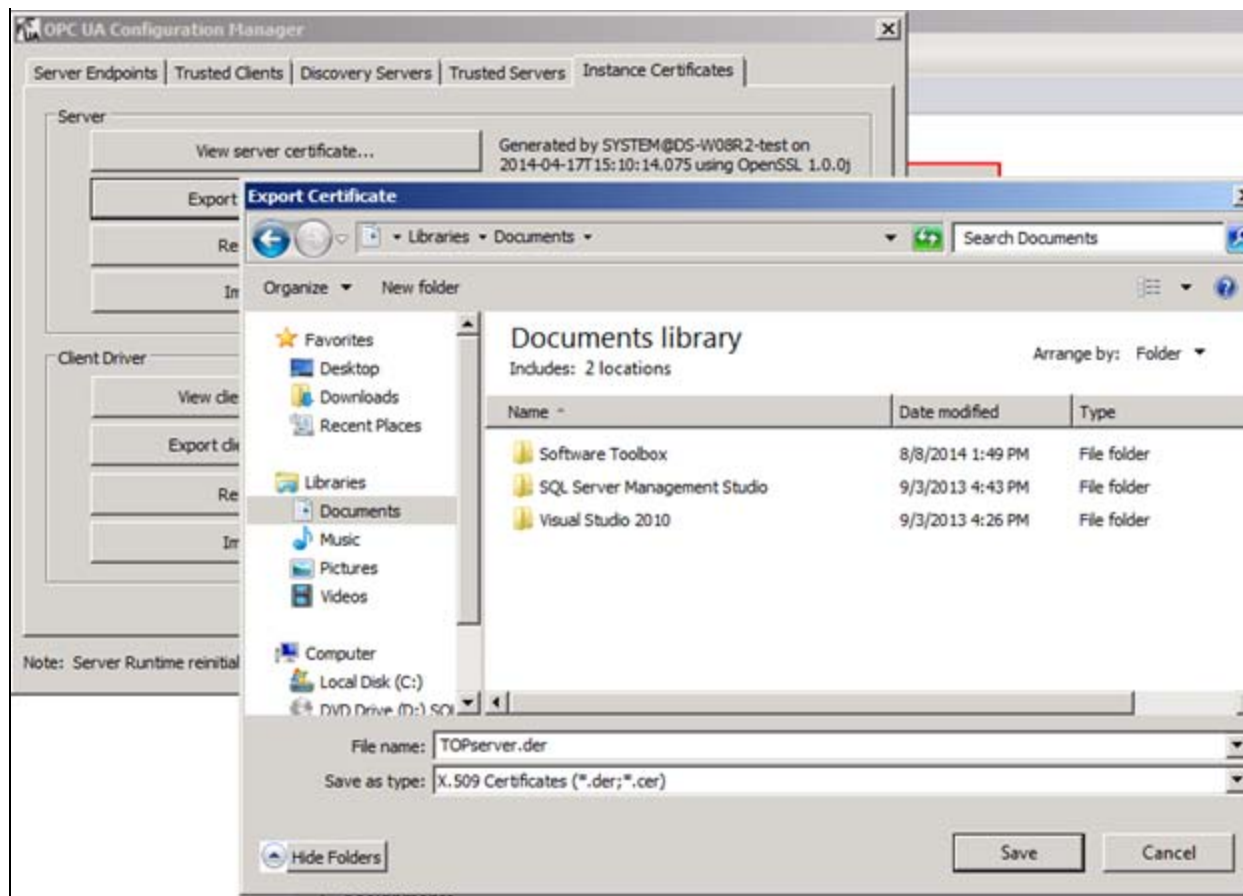 OPC UA Configuration Manager
Server Endpoints
Trusted Clients
Discovery Servers
Trusted Servers
Instance Certificates
Server
View server certificate...
Generated by SYSTEM@DS-W08R2-test on
2014-04-17T15:10:14.075 using OpenSSL 1.0.0j
Export
Re
Im
Client Driver
View clie
Export clie
Re
Im
Note: Server Runtime reinitial
Export Certificate
Libraries
Documents
Search Documents
Organize
New folder
Favorites
Desktop
Downloads
Recent Places
Libraries
Documents
Music
Pictures
Videos
Computer
Local Disk (C:)
DVD Drive (D:) SQL
Documents library
Includes: 2 locations
Arrange by: Folder
Name Date modified Type
Software Toolbox 8/8/2014 1:49 PM File folder
SQL Server Management Studio 9/3/2013 4:43 PM File folder
Visual Studio 2010 9/3/2013 4:26 PM File folder
File name: TOPserver.der
Save as type: X.509 Certificates (*.der;*.cer)
Hide Folders
Save
Cancel